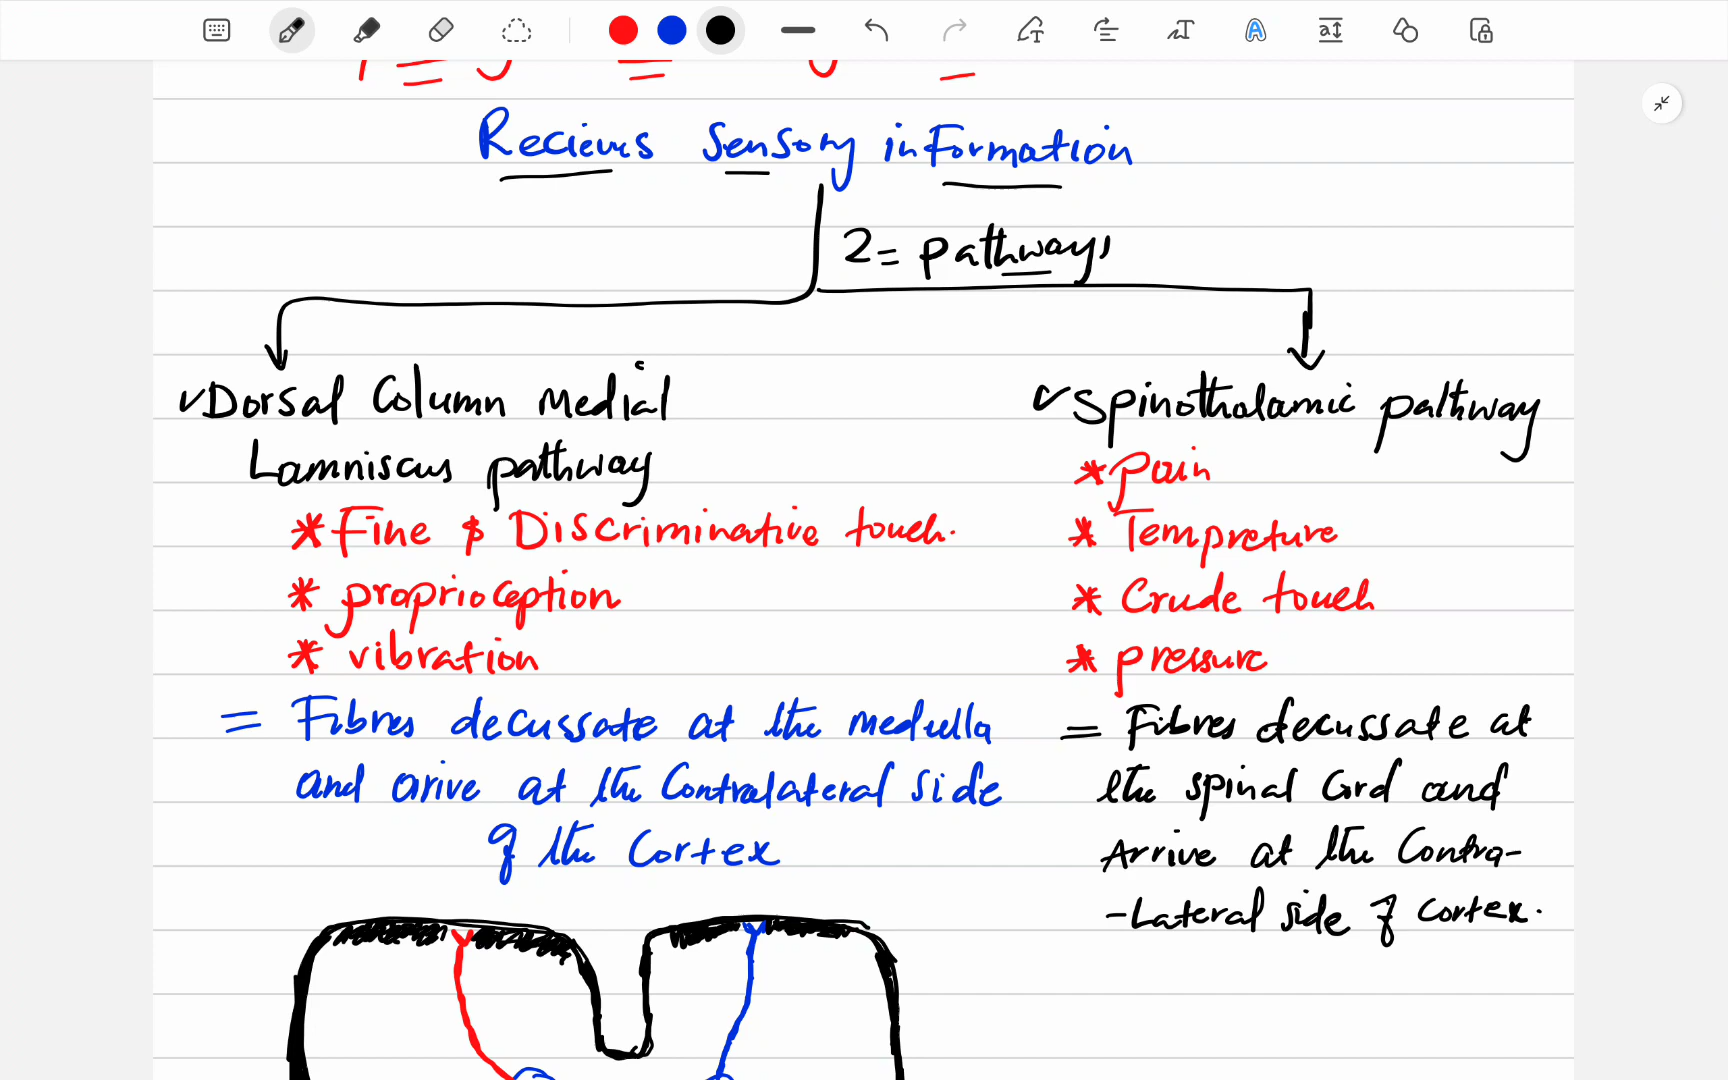 Recieves Sensory inFormation
2= pathways
✓Dorsal Column Medial
Lamniscus pathway
*Fine & Discriminative touch.
* proprioception
* vibration
= Fibres decussate at the medulla
and arive at the Contralateral side
of the Cortex
✓Spinothalamic pathway
*Pain
* Tempreture
* Crude touch
* pressure
= Fibres decussate at
the spinal Cord and
Arrive at the Contra-
-Lateral side of cortex.